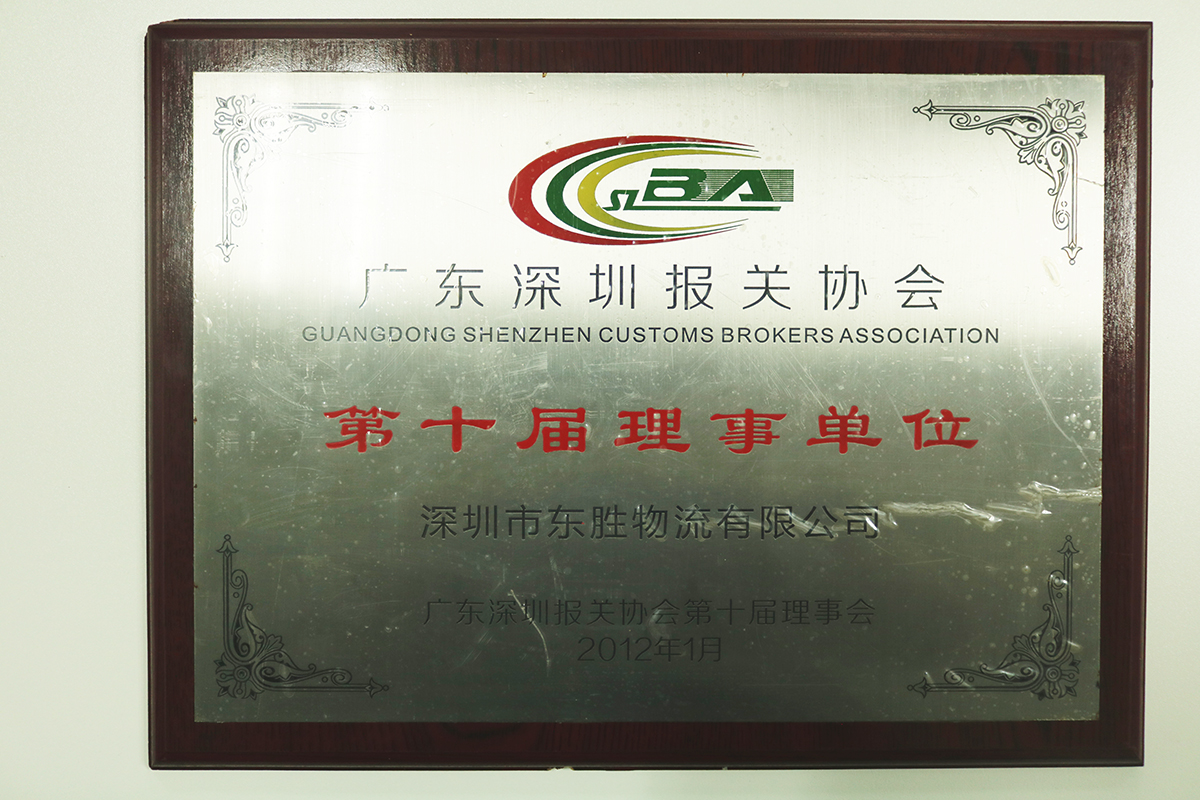 SZBA
广东深圳报关协会
GUANGDONG SHENZHEN CUSTOMS BROKERS ASSOCIATION
第十届理事单位
深圳市东胜物流有限公司
广东深圳报关协会第十届理事会
2012年1月